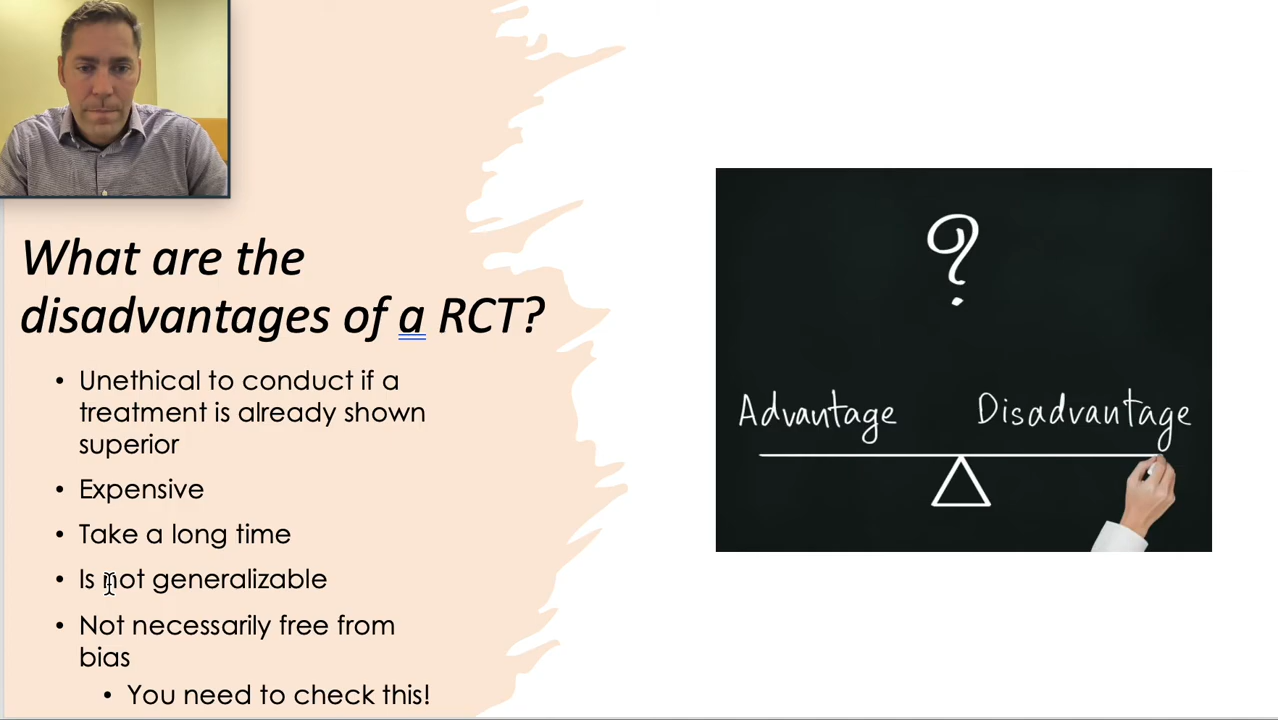 What are the
disadvantages of a RCT?
• Unethical to conduct if a
treatment is already shown
superior
• Expensive
• Take a long time
• Is not generalizable
• Not necessarily free from
bias
• You need to check this!
?
Advantage
Disadvantage